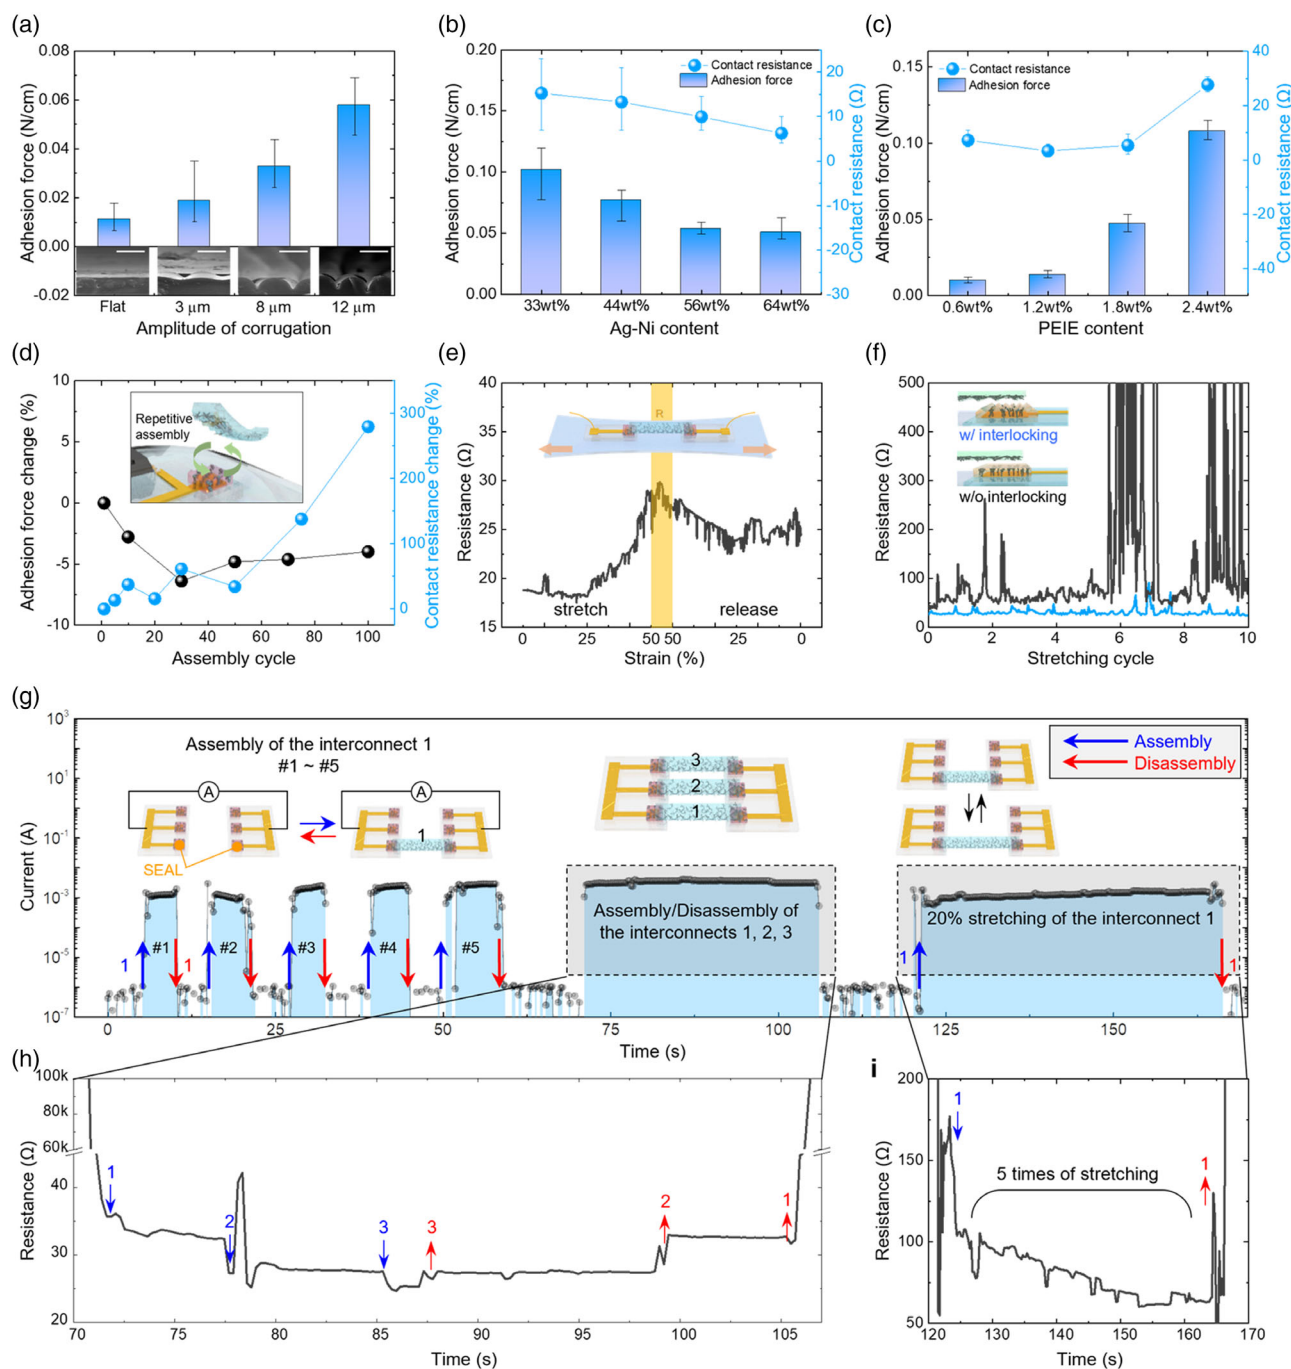 (a)
0.08
0.06
0.04
0.02
0.00
-0.02
Adhesion force (N/cm)
Flat 3 μm 8 μm 12 μm
Amplitude of corrugation
(b)
0.20
0.15
0.10
0.05
0.00
Adhesion force (N/cm)
Contact resistance
Adhesion force
20
10
0
-10
-20
-30
Contact resistance (Ω)
33wt% 44wt% 56wt% 64wt%
Ag-Ni content
(c)
0.15
0.10
0.05
0.00
Adhesion force (N/cm)
Contact resistance
Adhesion force
40
20
0
-20
-40
Contact resistance (Ω)
0.6wt% 1.2wt% 1.8wt% 2.4wt%
PEIE content
(d)
10
5
0
-5
-10
Adhesion force change (%)
Repetitive
assembly
300
200
100
0
Contact resistance change (%)
0 20 40 60 80 100
Assembly cycle
(e)
40
35
30
25
20
15
Resistance (Ω)
R
stretch
release
0 25 50 50 25 0
Strain (%)
(f)
500
400
300
200
100
0
Resistance (Ω)
w/ interlocking
w/o interlocking
0 2 4 6 8 10
Stretching cycle
(g)
10³
10¹
10⁻¹
10⁻³
10⁻⁵
10⁻⁷
Current (A)
Assembly of the interconnect 1
#1 ~ #5
A
A
1
SEAL
3
2
1
Assembly
Disassembly
1
#1
1
#2
#3
#4
#5
Assembly/Disassembly of
the interconnects 1, 2, 3
20% stretching of the interconnect 1
1
1
0 25 50 75 100 125 150
Time (s)
(h)
100k
80k
60k
40
30
20
Resistance (Ω)
1
2
3
3
2
1
70 75 80 85 90 95 100 105
Time (s)
i
200
150
100
50
Resistance (Ω)
1
5 times of stretching
1
120 130 140 150 160 170
Time (s)